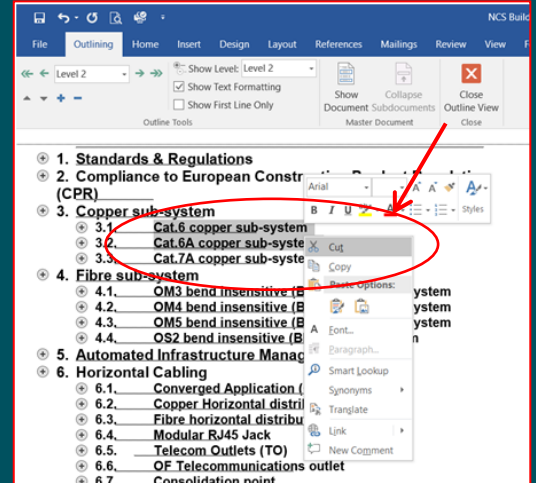 NCS Build
File Outlining Home Insert Design Layout References Mailings Review View
Level 2
Show Level: Level 2
Show Text Formatting
Show First Line Only
Show Document
Collapse Subdocuments
Close Outline View
Outline Tools
Master Document
Close
1. Standards & Regulations
2. Compliance to European
(CPR)
3. Copper sub-system
3.1. Cat.6 copper sub-system
3.2. Cat.6A copper sub-syste
3.3. Cat.7A copper sub-syste
4. Fibre sub-system
4.1. OM3 bend insensitive (B ystem
4.2. OM4 bend insensitive (B ystem
4.3. OM5 bend insensitive (B ystem
4.4. OS2 bend insensitive (B
5. Automated Infrastructure Manag
6. Horizontal Cabling
6.1. Converged Application (
6.2. Copper Horizontal distri
6.3. Fibre horizontal distribu
6.4. Modular RJ45 Jack
6.5. Telecom Outlets (TO)
6.6. OF Telecommunications outlet
6.7. Consolidation point
Arial
B I U
Styles
Cut
Copy
Paste Options:
A Font...
Paragraph...
Smart Lookup
Synonyms
Translate
Link
New Comment